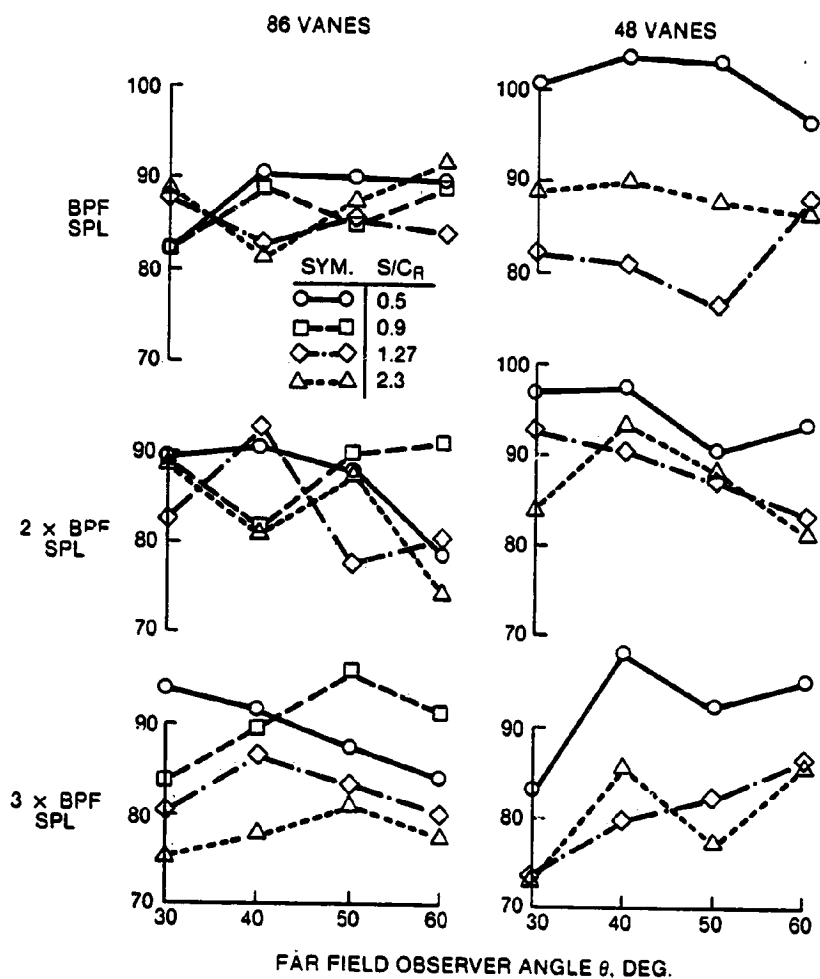 86 VANES
48 VANES
100
90
80
70
BPF
SPL
SYM. S/CR
0.5
0.9
1.27
2.3
100
90
80
90
80
70
2 x BPF
SPL
100
90
80
70
90
80
70
3 x BPF
SPL
30 40 50 60
90
80
70
30 40 50 60
FAR FIELD OBSERVER ANGLE θ, DEG.